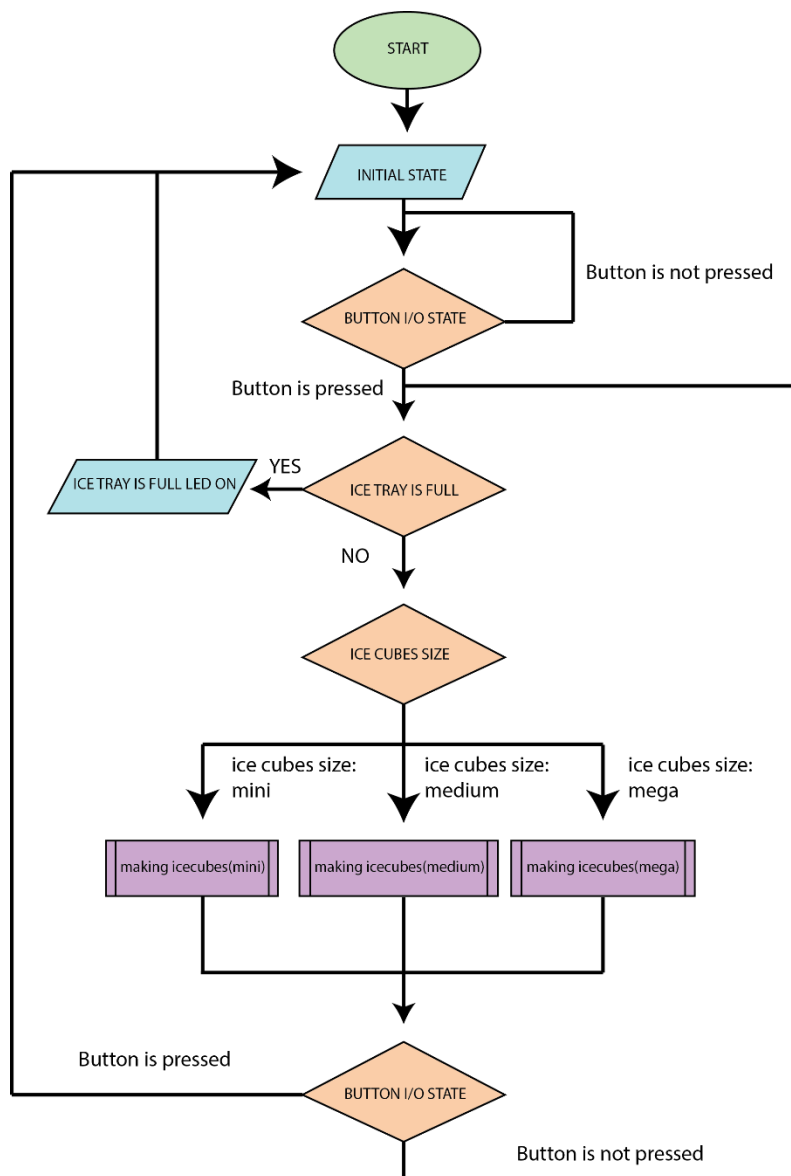 START
INITIAL STATE
Button is not pressed
BUTTON I/O STATE
Button is pressed
YES
ICE TRAY IS FULL LED ON
ICE TRAY IS FULL
NO
ICE CUBES SIZE
ice cubes size:
mini
ice cubes size:
medium
ice cubes size:
mega
making icecubes(mini)
making icecubes(medium)
making icecubes(mega)
Button is pressed
BUTTON I/O STATE
Button is not pressed